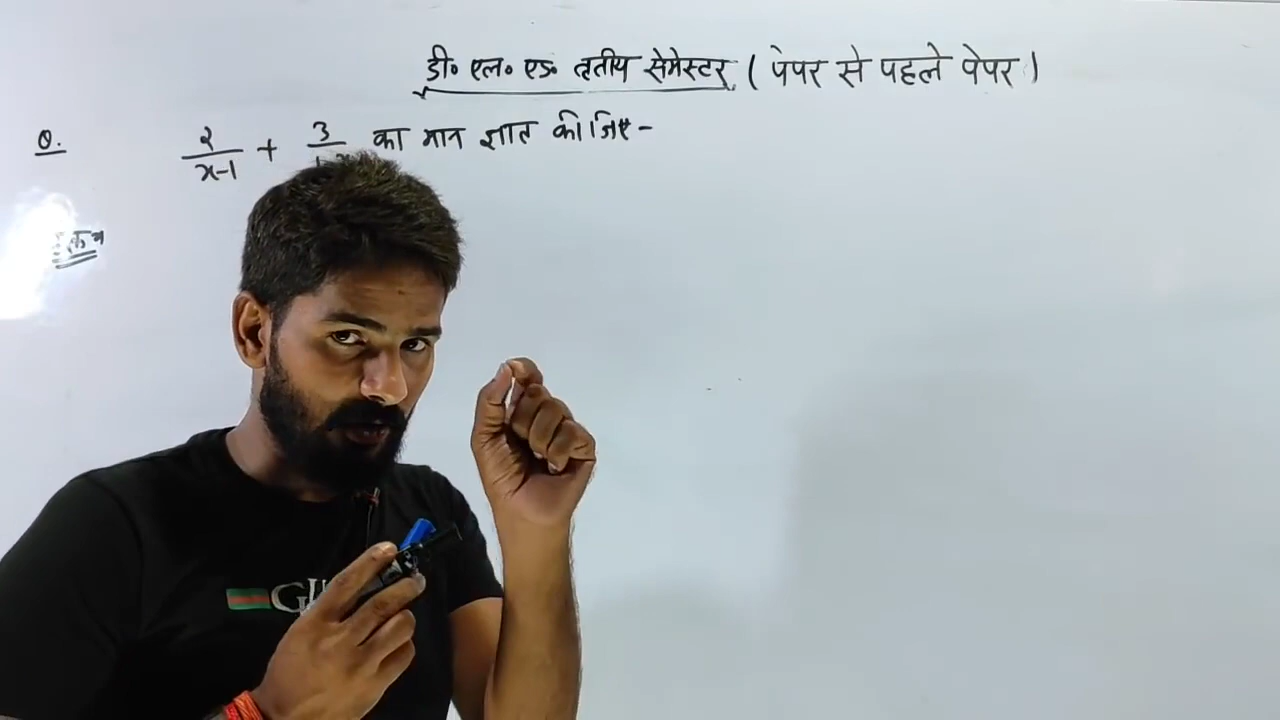 डी॰ एल॰ एड॰ तृतीय सेमेस्टर ( पेपर से पहले पेपर )
Q. 2/(x-1) + 3/ का मान ज्ञात कीजिए -